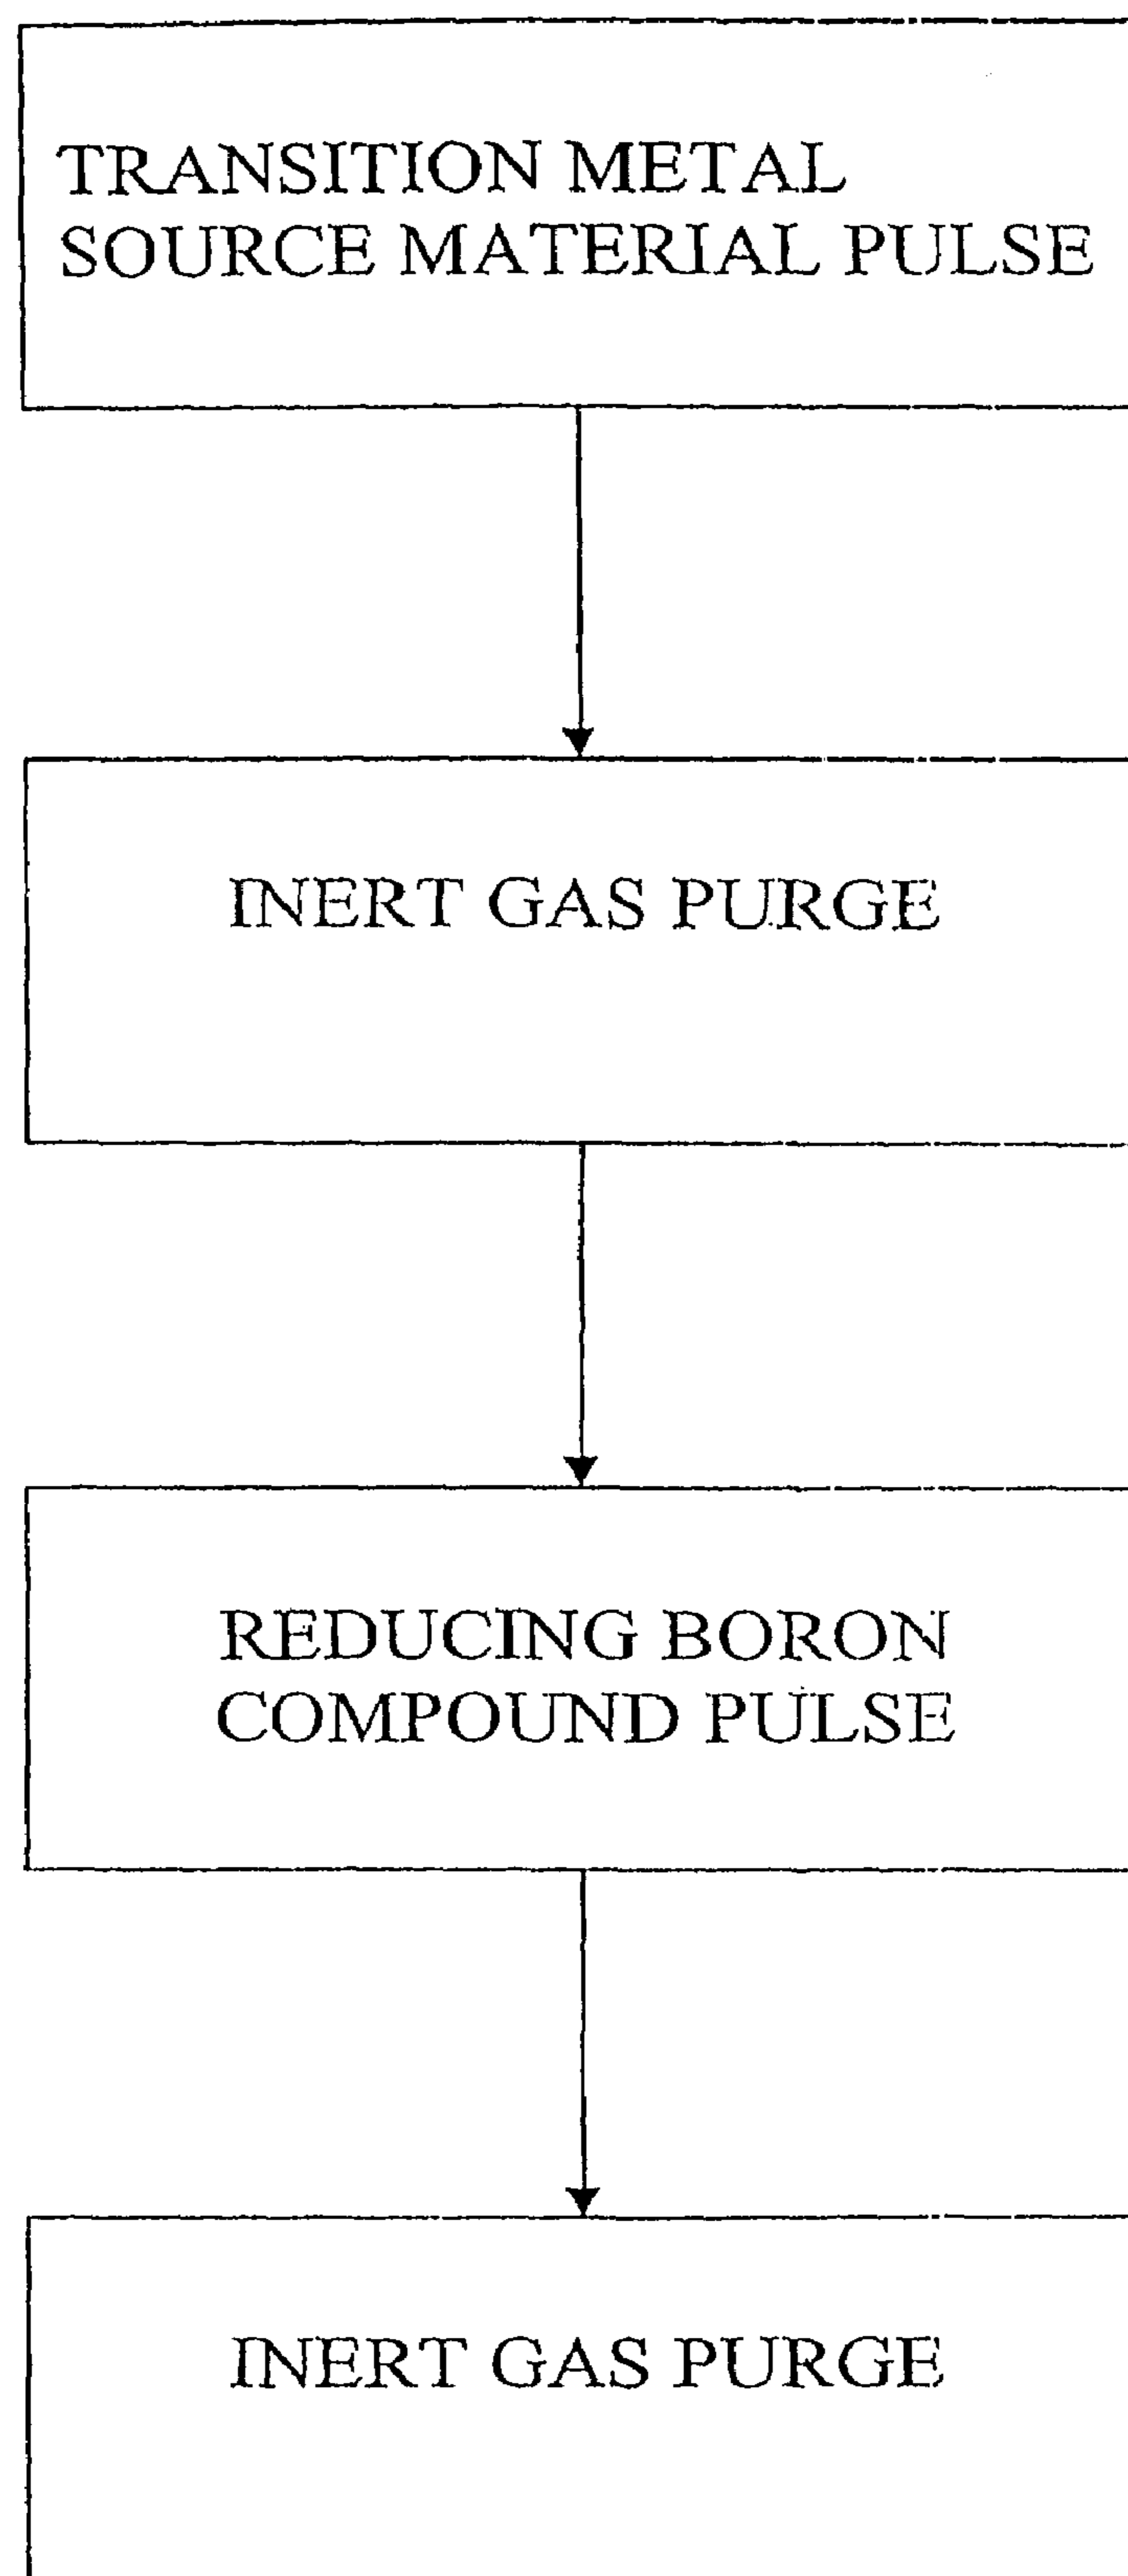 TRANSITION METAL
SOURCE MATERIAL PULSE
INERT GAS PURGE
REDUCING BORON
COMPOUND PULSE
INERT GAS PURGE